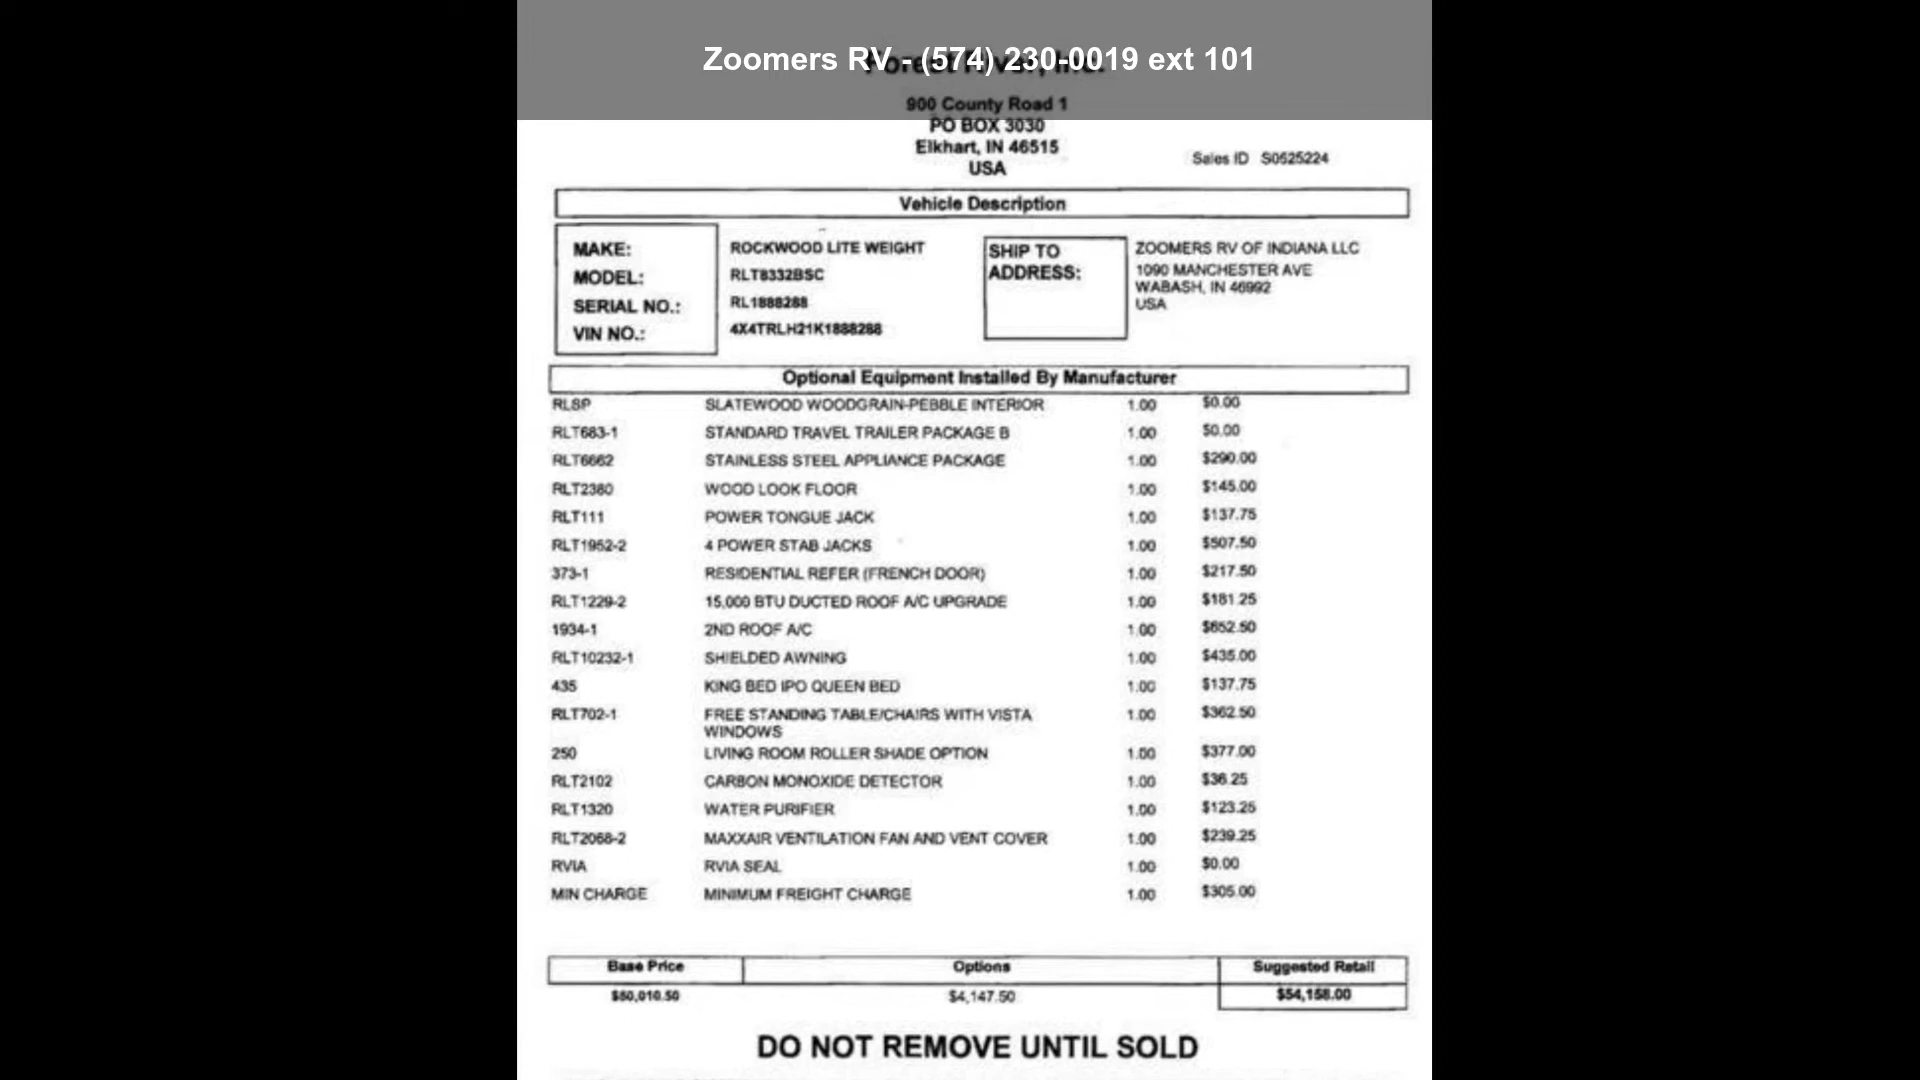 Zoomers RV - (574) 230-0019 ext 101
Forest River, Inc.
900 County Road 1
PO BOX 3030
Elkhart, IN 46515
USA
Sales ID S0525224
Vehicle Description
MAKE: ROCKWOOD LITE WEIGHT
MODEL: RLT8332BSC
SERIAL NO.: RL1888288
VIN NO.: 4X4TRLH21K1888288
SHIP TO
ADDRESS:
ZOOMERS RV OF INDIANA LLC
1090 MANCHESTER AVE
WABASH, IN 46992
USA
Optional Equipment Installed By Manufacturer
RLSP SLATEWOOD WOODGRAIN-PEBBLE INTERIOR 1.00 $0.00
RLT683-1 STANDARD TRAVEL TRAILER PACKAGE B 1.00 $0.00
RLT6662 STAINLESS STEEL APPLIANCE PACKAGE 1.00 $290.00
RLT2380 WOOD LOOK FLOOR 1.00 $145.00
RLT111 POWER TONGUE JACK 1.00 $137.75
RLT1952-2 4 POWER STAB JACKS 1.00 $507.50
373-1 RESIDENTIAL REFER (FRENCH DOOR) 1.00 $217.50
RLT1229-2 15,000 BTU DUCTED ROOF A/C UPGRADE 1.00 $181.25
1934-1 2ND ROOF A/C 1.00 $652.50
RLT10232-1 SHIELDED AWNING 1.00 $435.00
435 KING BED IPO QUEEN BED 1.00 $137.75
RLT702-1 FREE STANDING TABLE/CHAIRS WITH VISTA 1.00 $362.50
WINDOWS
250 LIVING ROOM ROLLER SHADE OPTION 1.00 $377.00
RLT2102 CARBON MONOXIDE DETECTOR 1.00 $36.25
RLT1320 WATER PURIFIER 1.00 $123.25
RLT2068-2 MAXXAIR VENTILATION FAN AND VENT COVER 1.00 $239.25
RVIA RVIA SEAL 1.00 $0.00
MIN CHARGE MINIMUM FREIGHT CHARGE 1.00 $305.00
Base Price Options Suggested Retail
$50,010.50 $4,147.50 $54,158.00
DO NOT REMOVE UNTIL SOLD